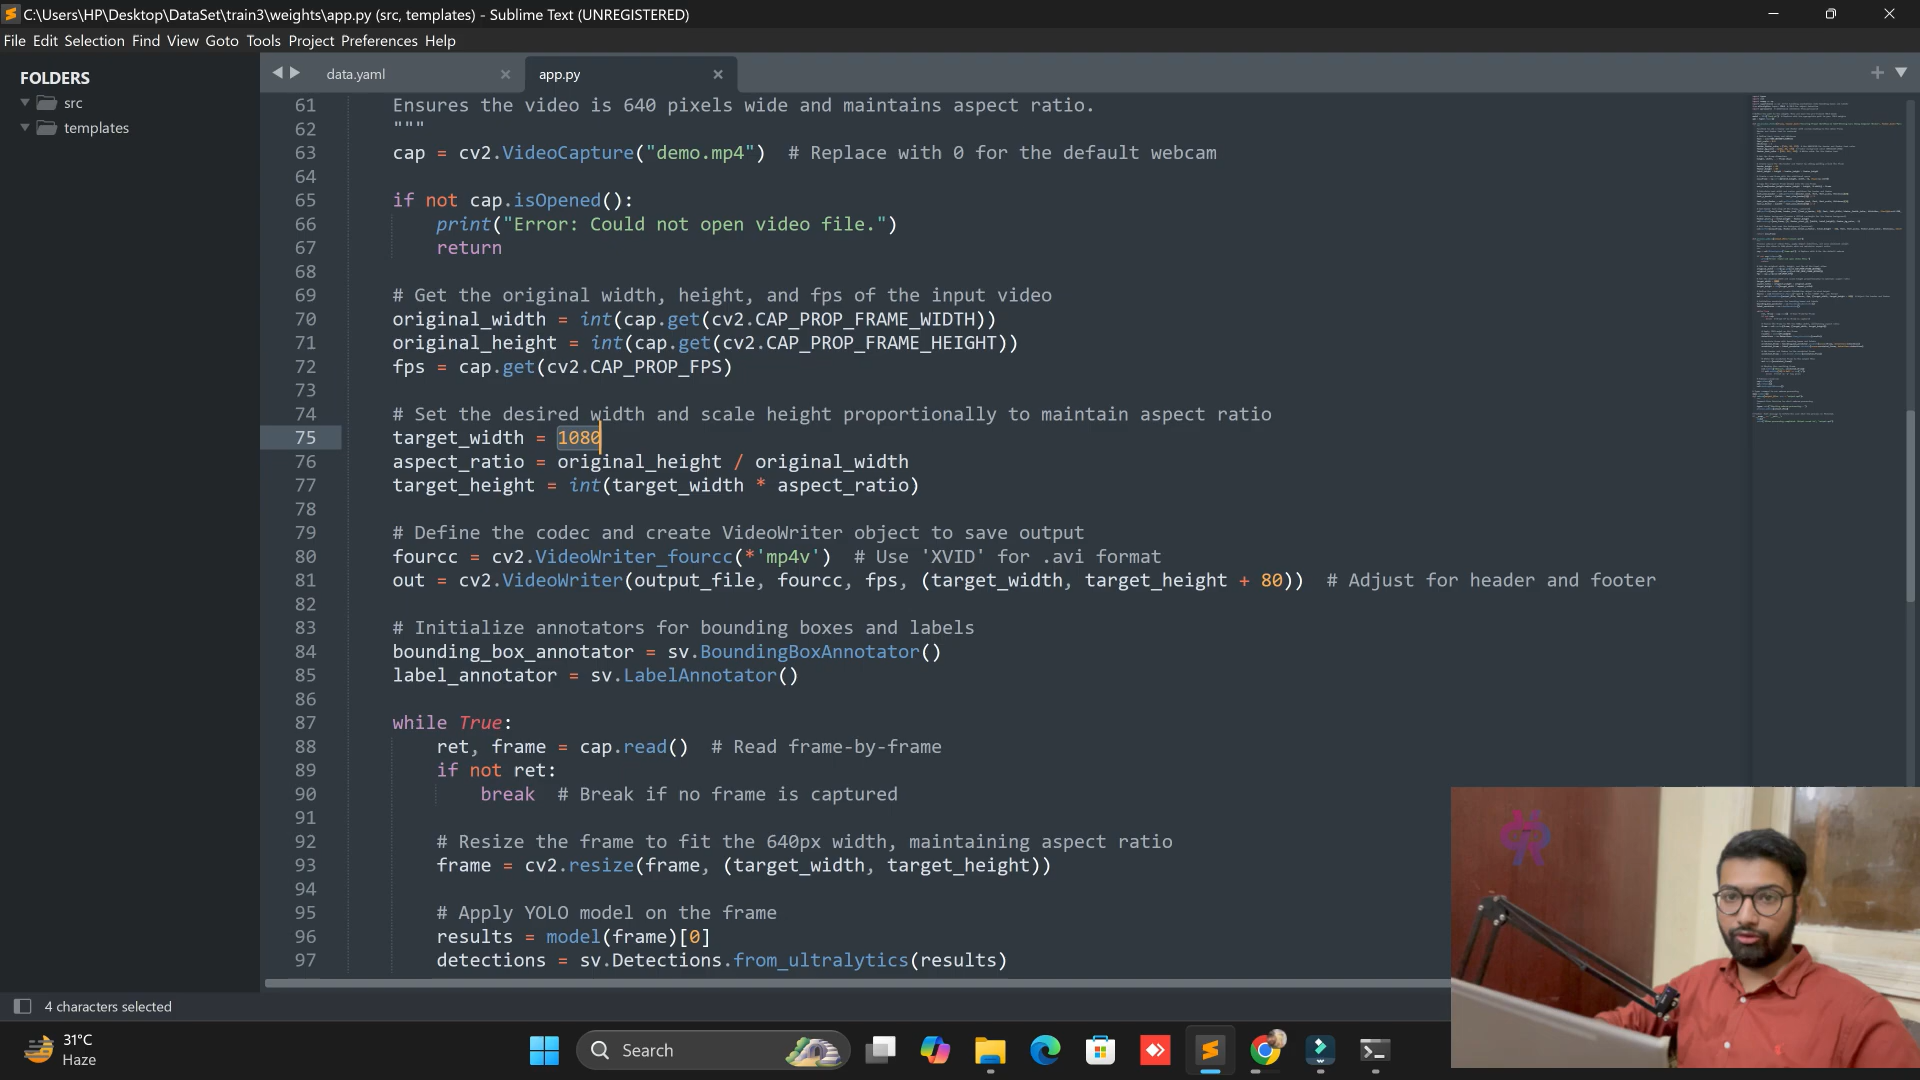 C:\Users\HP\Desktop\DataSet\train3\weights\app.py (src, templates) - Sublime Text (UNREGISTERED)
File Edit Selection Find View Goto Tools Project Preferences Help
FOLDERS
src
templates
data.yaml
app.py
61 Ensures the video is 640 pixels wide and maintains aspect ratio.
62 """
63 cap = cv2.VideoCapture("demo.mp4")  # Replace with 0 for the default webcam
64
65 if not cap.isOpened():
66 print("Error: Could not open video file.")
67 return
68
69 # Get the original width, height, and fps of the input video
70 original_width = int(cap.get(cv2.CAP_PROP_FRAME_WIDTH))
71 original_height = int(cap.get(cv2.CAP_PROP_FRAME_HEIGHT))
72 fps = cap.get(cv2.CAP_PROP_FPS)
73
74 # Set the desired width and scale height proportionally to maintain aspect ratio
75 target_width = 1080
76 aspect_ratio = original_height / original_width
77 target_height = int(target_width * aspect_ratio)
78
79 # Define the codec and create VideoWriter object to save output
80 fourcc = cv2.VideoWriter_fourcc(*'mp4v')  # Use 'XVID' for .avi format
81 out = cv2.VideoWriter(output_file, fourcc, fps, (target_width, target_height + 80))  # Adjust for header and footer
82
83 # Initialize annotators for bounding boxes and labels
84 bounding_box_annotator = sv.BoundingBoxAnnotator()
85 label_annotator = sv.LabelAnnotator()
86
87 while True:
88 ret, frame = cap.read()  # Read frame-by-frame
89 if not ret:
90 break  # Break if no frame is captured
91
92 # Resize the frame to fit the 640px width, maintaining aspect ratio
93 frame = cv2.resize(frame, (target_width, target_height))
94
95 # Apply YOLO model on the frame
96 results = model(frame)[0]
97 detections = sv.Detections.from_ultralytics(results)
4 characters selected
31°C
Haze
Search